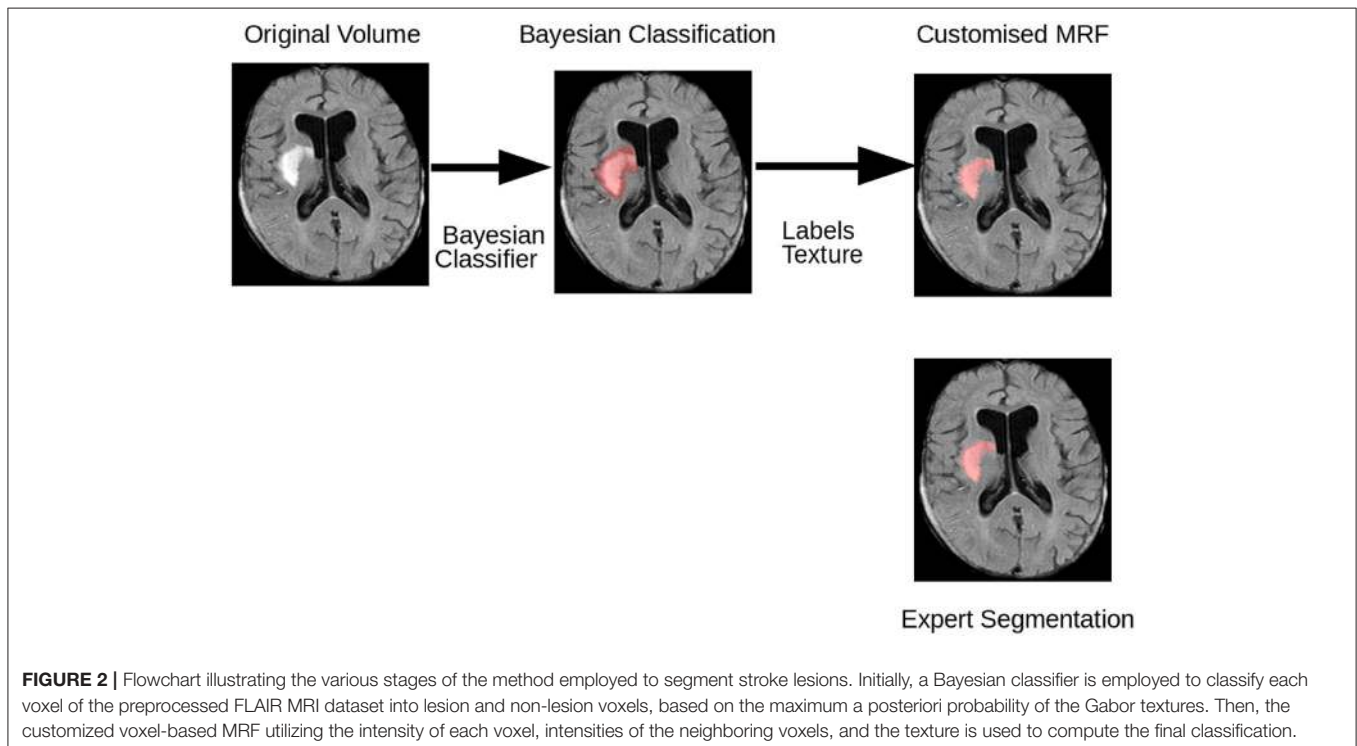 Original Volume
Bayesian Classification
Customised MRF
Bayesian
Classifier
Labels
Texture
Expert Segmentation
FIGURE 2 | Flowchart illustrating the various stages of the method employed to segment stroke lesions. Initially, a Bayesian classifier is employed to classify each
voxel of the preprocessed FLAIR MRI dataset into lesion and non-lesion voxels, based on the maximum a posteriori probability of the Gabor textures. Then, the
customized voxel-based MRF utilizing the intensity of each voxel, intensities of the neighboring voxels, and the texture is used to compute the final classification.